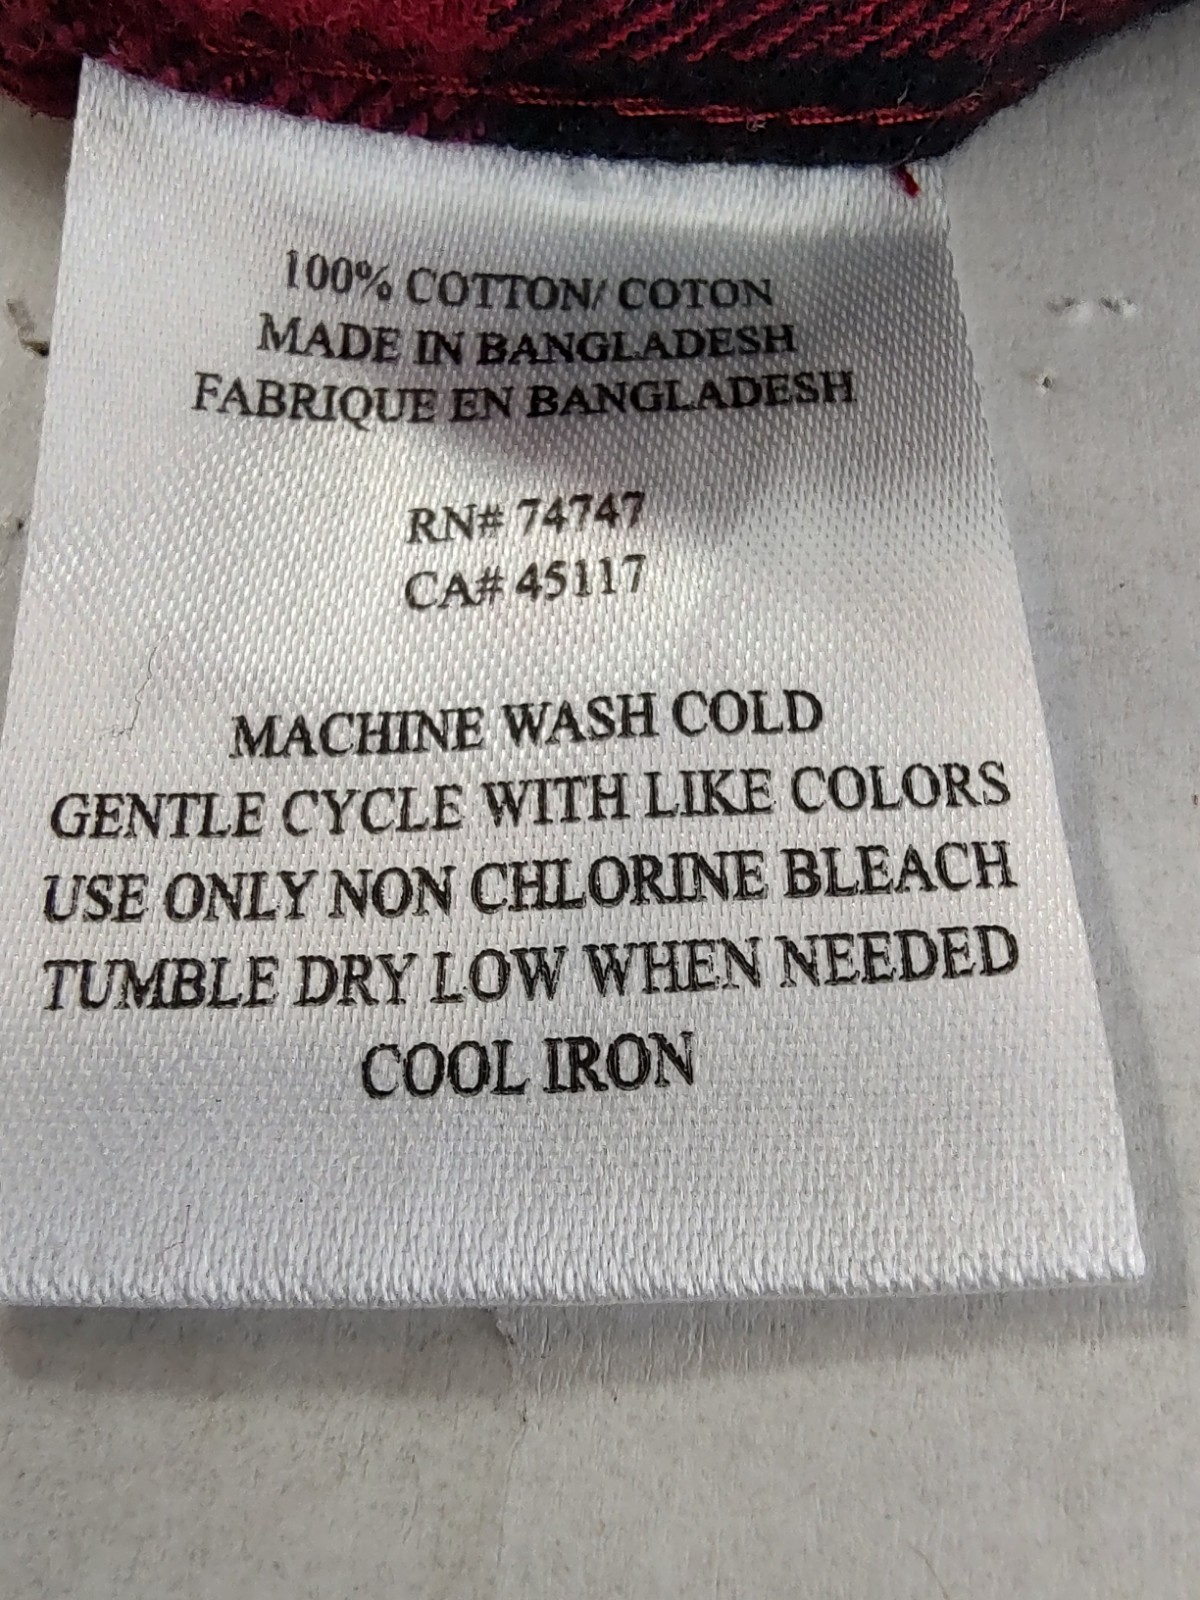 100% COTTON/ COTON
MADE IN BANGLADESH
FABRIQUE EN BANGLADESH
RN# 74747
CA# 45117
MACHINE WASH COLD
GENTLE CYCLE WITH LIKE COLORS
USE ONLY NON CHLORINE BLEACH
TUMBLE DRY LOW WHEN NEEDED
COOL IRON